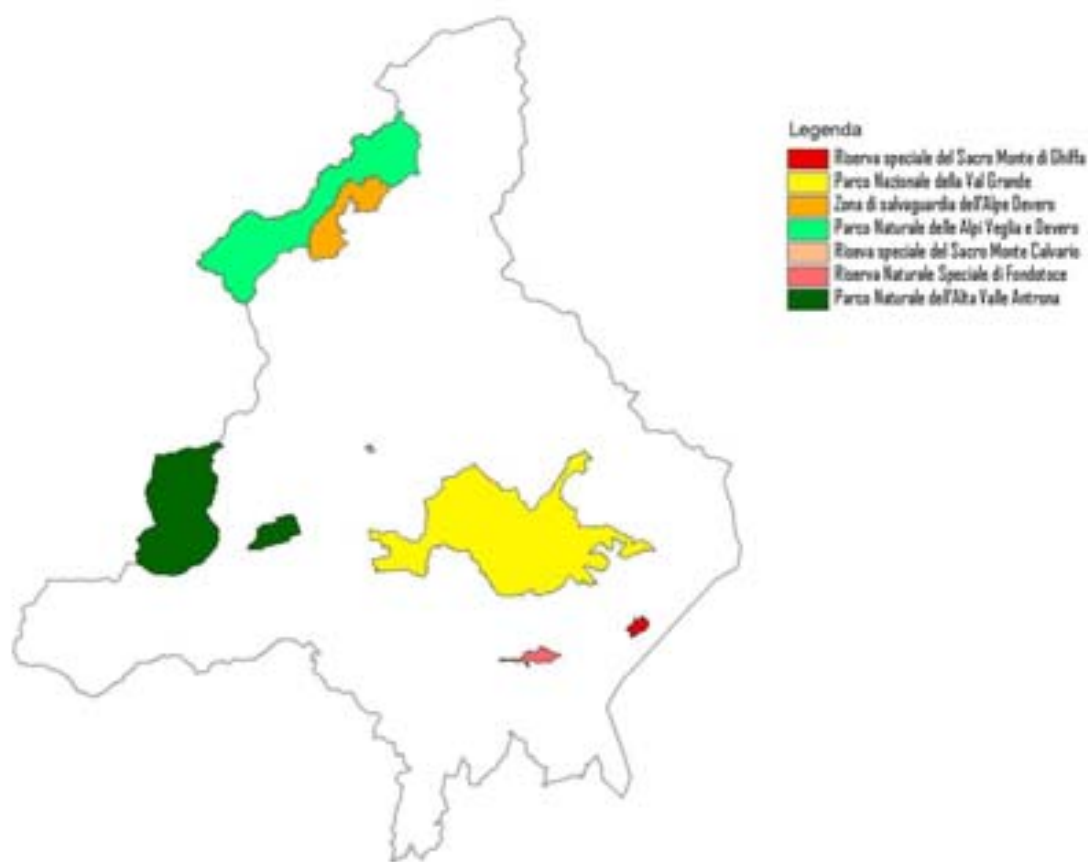 Legenda
Riserva speciale del Sacro Monte di Ghiffa
Parco Nazionale della Val Grande
Zona di salvaguardia dell'Alpe Devero
Parco Naturale delle Alpi Veglia e Devero
Riseva speciale del Sacro Monte Calvario
Riserva Naturale Speciale di Fondotoce
Parco Naturale dell'Alta Valle Antrona